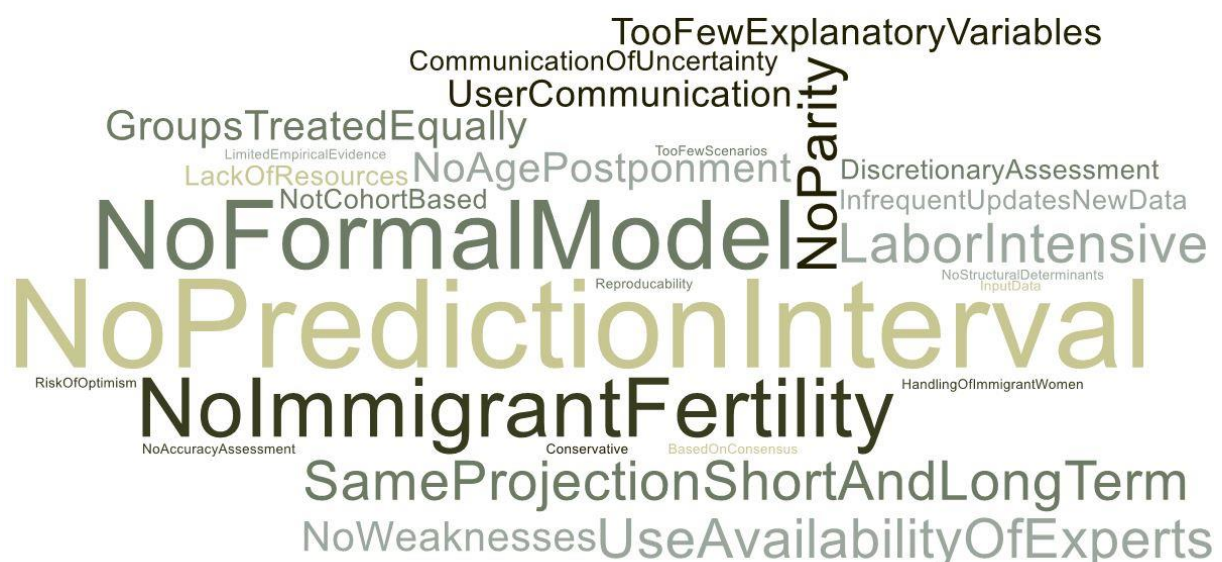 TooFewExplanatoryVariables
CommunicationOfUncertainty
UserCommunication
NoParity
GroupsTreatedEqually
LimitedEmpiricalEvidence
TooFewScenarios
LackOfResources
NoAgePostponment
DiscretionaryAssessment
NotCohortBased
InfrequentUpdatesNewData
NoFormalModel
LaborIntensive
NoStructuralDeterminants
Reproducability
InputData
NoPredictionInterval
RiskOfOptimism
NoImmigrantFertility
HandlingOfImmigrantWomen
NoAccuracyAssessment
Conservative
BasedOnConsensus
SameProjectionShortAndLongTerm
NoWeaknesses
UseAvailabilityOfExperts